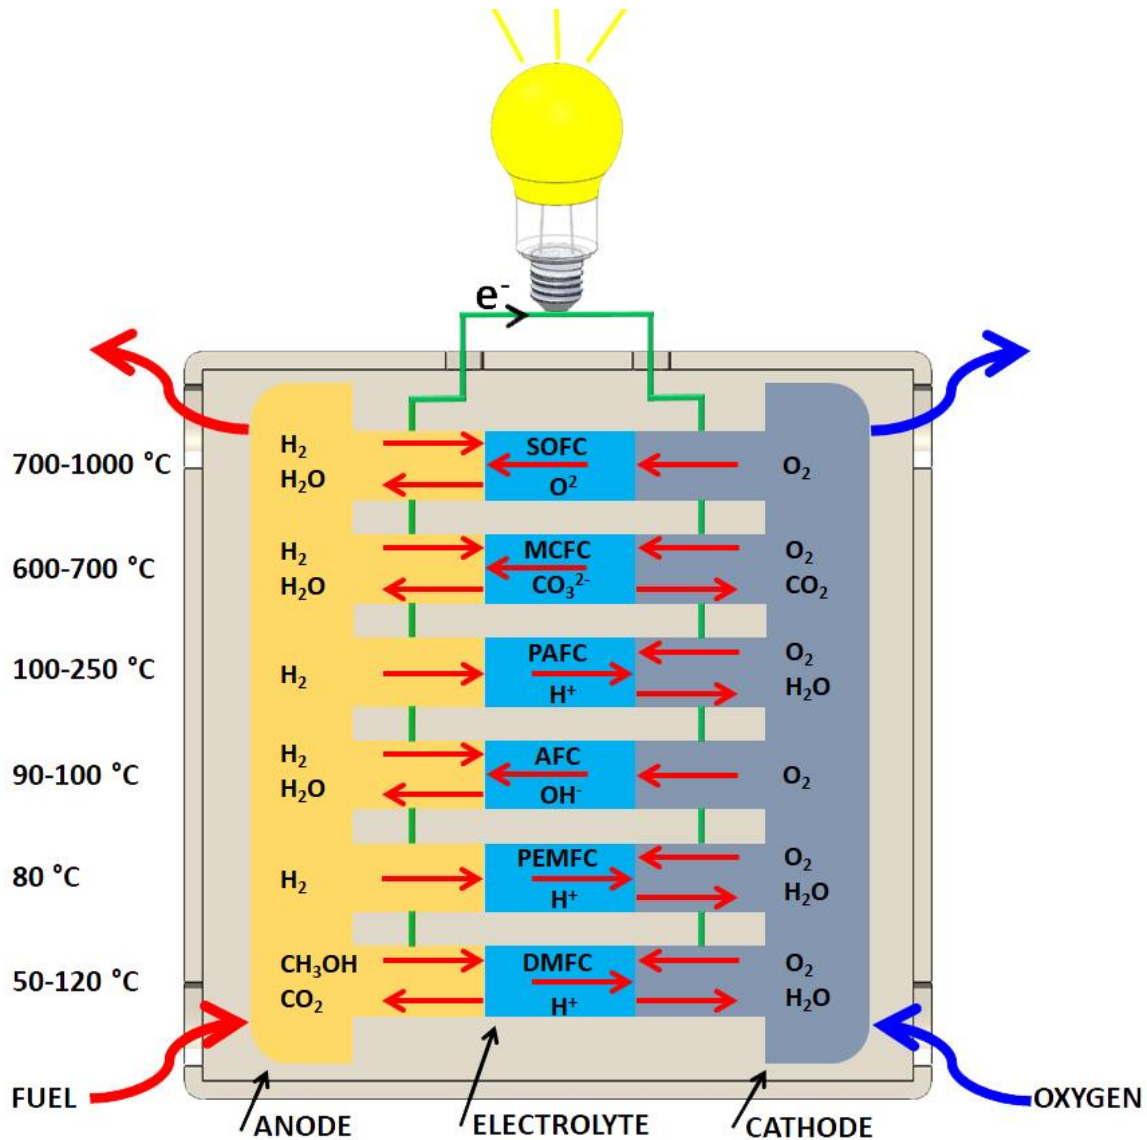 e⁻
700-1000 °C
H₂
H₂O
SOFC
O²
O₂
600-700 °C
H₂
H₂O
MCFC
CO₃²⁻
O₂
CO₂
100-250 °C
H₂
PAFC
H⁺
O₂
H₂O
90-100 °C
H₂
H₂O
AFC
OH⁻
O₂
80 °C
H₂
PEMFC
H⁺
O₂
H₂O
50-120 °C
CH₃OH
CO₂
DMFC
H⁺
O₂
H₂O
FUEL
ANODE
ELECTROLYTE
CATHODE
OXYGEN